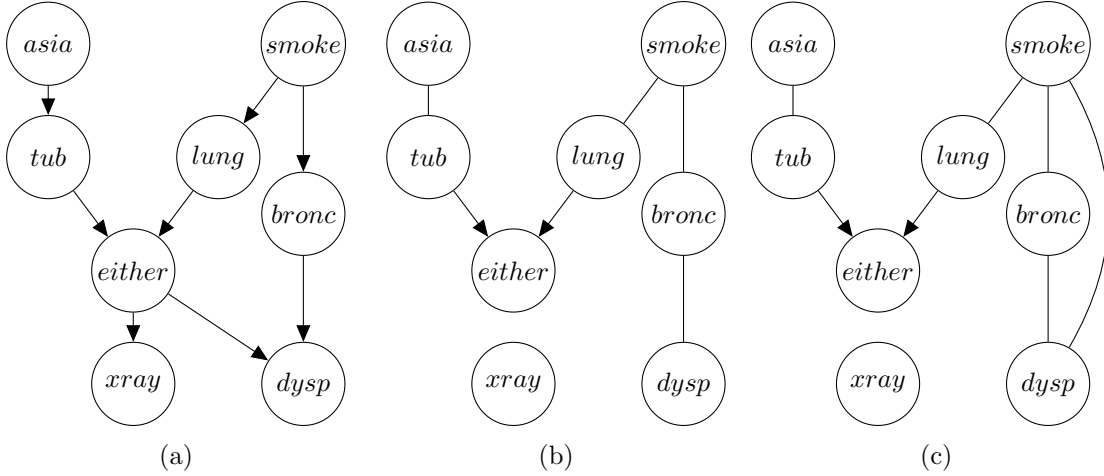 asia smoke asia smoke asia smoke
tub lung tub lung tub lung
bronc bronc bronc
either either either
xray dysp xray dysp xray dysp
(a) (b) (c)